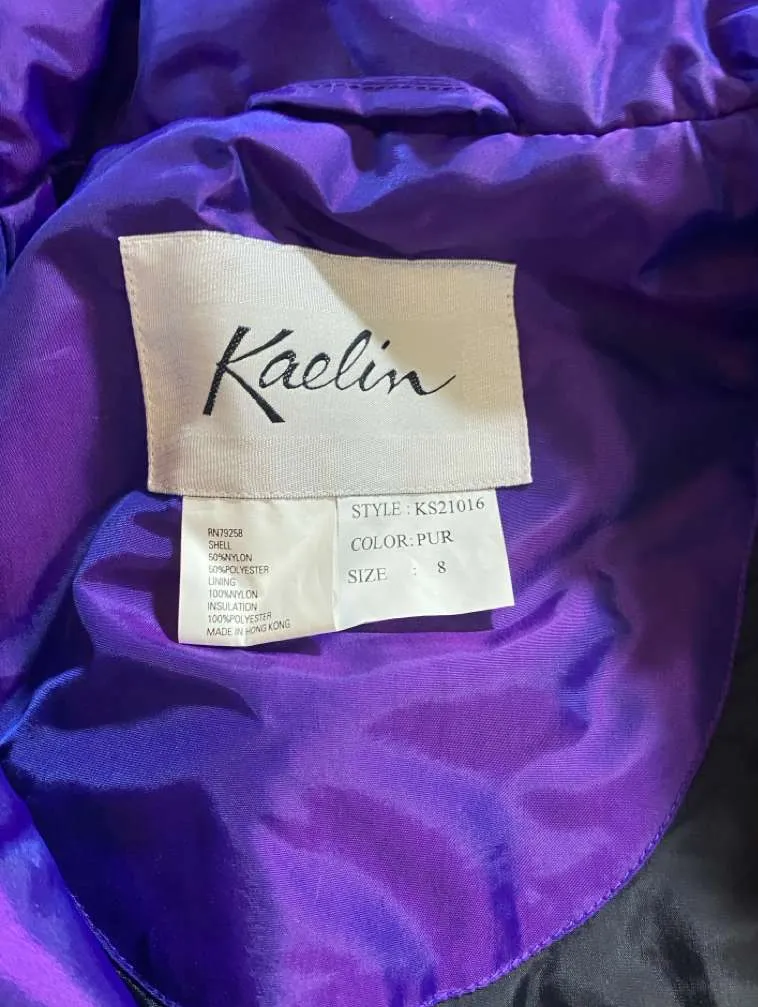 Kaelin
RN79258
SHELL
50%NYLON
50%POLYESTER
LINING
100%NYLON
INSULATION
100%POLYESTER
MADE IN HONG KONG
STYLE : KS21016
COLOR: PUR
SIZE : 8